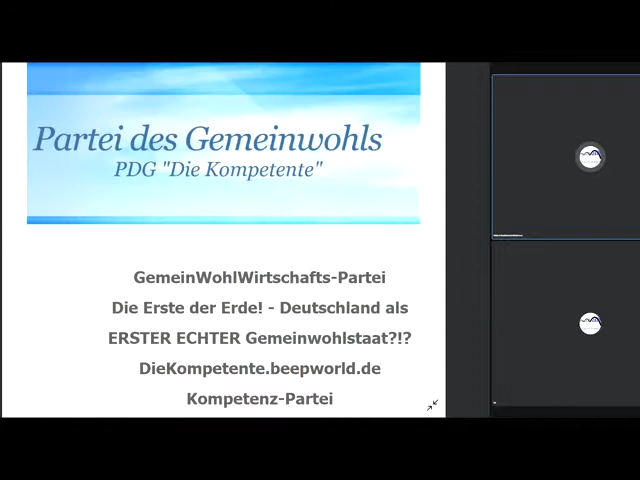 Partei des Gemeinwohls
PDG "Die Kompetente"
GemeinWohlWirtschafts-Partei
Die Erste der Erde! - Deutschland als
ERSTER ECHTER Gemeinwohlstaat?!?
DieKompetente.beepworld.de
Kompetenz-Partei